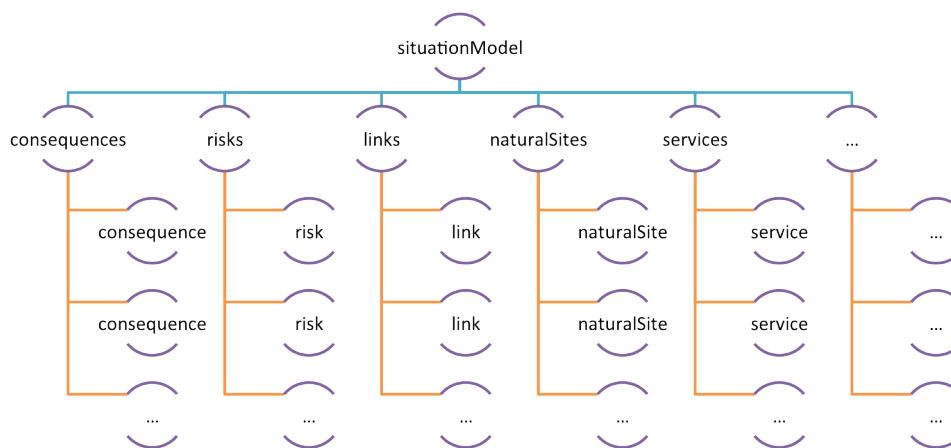 situationModel
consequences risks links naturalSites services ...
consequence risk link naturalSite service ...
consequence risk link naturalSite service ...
... ... ... ... ... ...